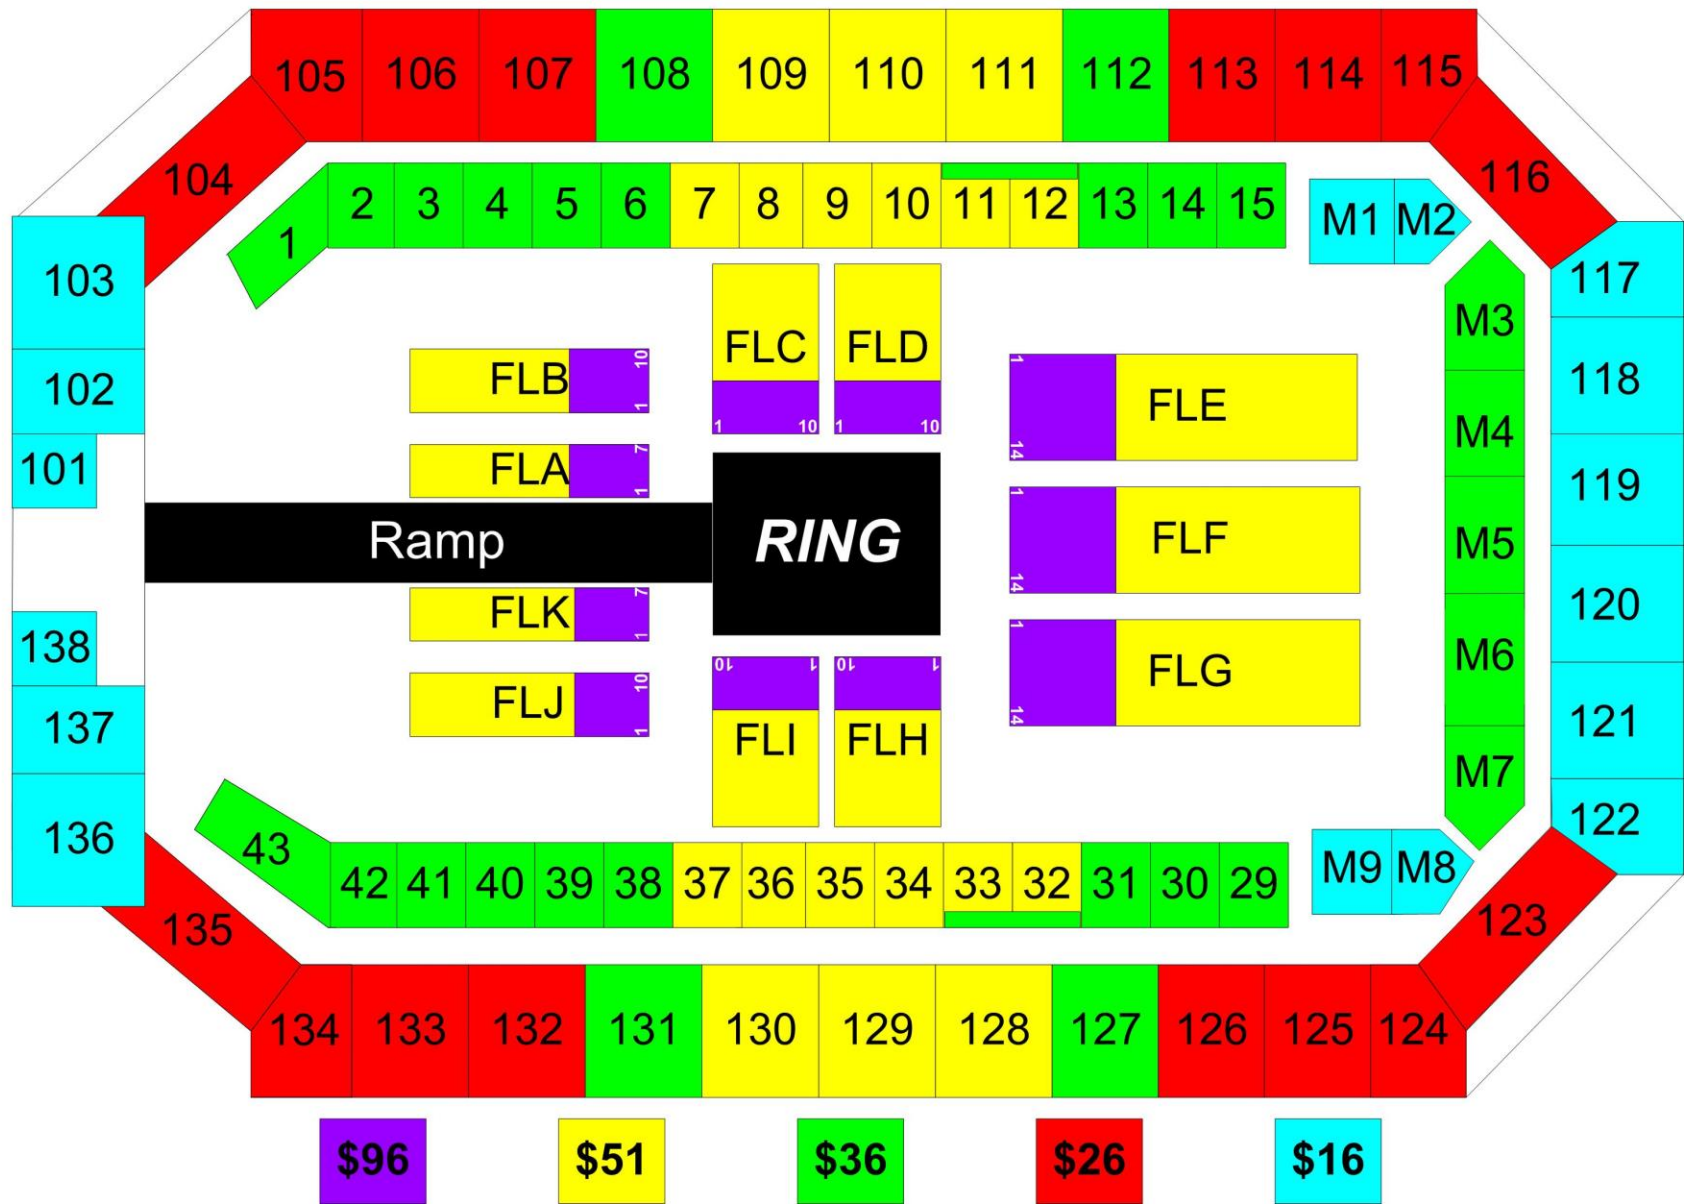 105 106 107 108 109 110 111 112 113 114 115
104
116
2 3 4 5 6 7 8 9 10 11 12 13 14 15
M1 M2
1
103
117
M3
FLC FLD
FLB 10
1
1 10
1 10
1
FLE
14
102
118
M4
101
FLA 7
1
RING
Ramp
1
FLF
14
119
M5
FLK 7
1
138
120
M6
1
FLG
14
10 1
10 1
FLJ 10
1
137
FLI FLH
121
M7
136
122
43
42 41 40 39 38 37 36 35 34 33 32 31 30 29
M9 M8
135
123
134 133 132 131 130 129 128 127 126 125 124
$96 $51 $36 $26 $16